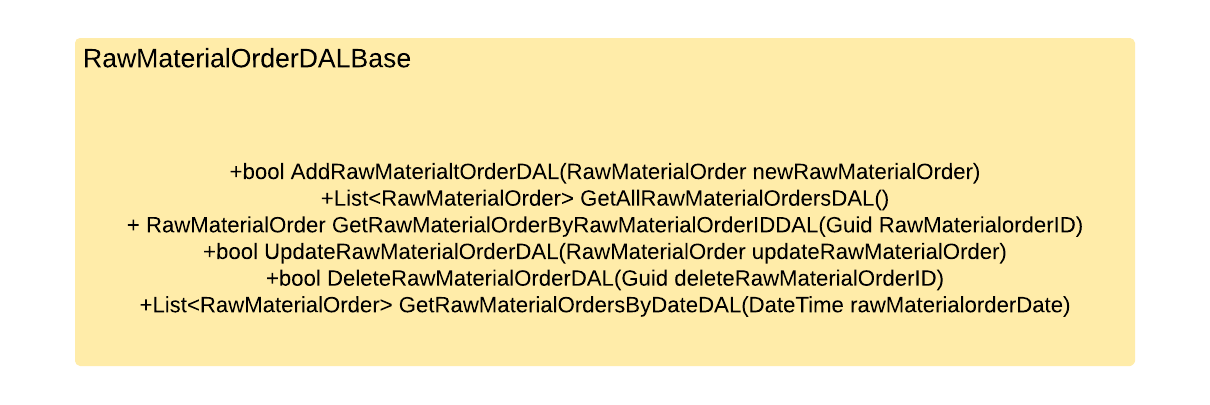 RawMaterialOrderDALBase
+bool AddRawMaterialtOrderDAL(RawMaterialOrder newRawMaterialOrder)
+List<RawMaterialOrder> GetAllRawMaterialOrdersDAL()
+ RawMaterialOrder GetRawMaterialOrderByRawMaterialOrderIDDAL(Guid RawMaterialorderID)
+bool UpdateRawMaterialOrderDAL(RawMaterialOrder updateRawMaterialOrder)
+bool DeleteRawMaterialOrderDAL(Guid deleteRawMaterialOrderID)
+List<RawMaterialOrder> GetRawMaterialOrdersByDateDAL(DateTime rawMaterialorderDate)